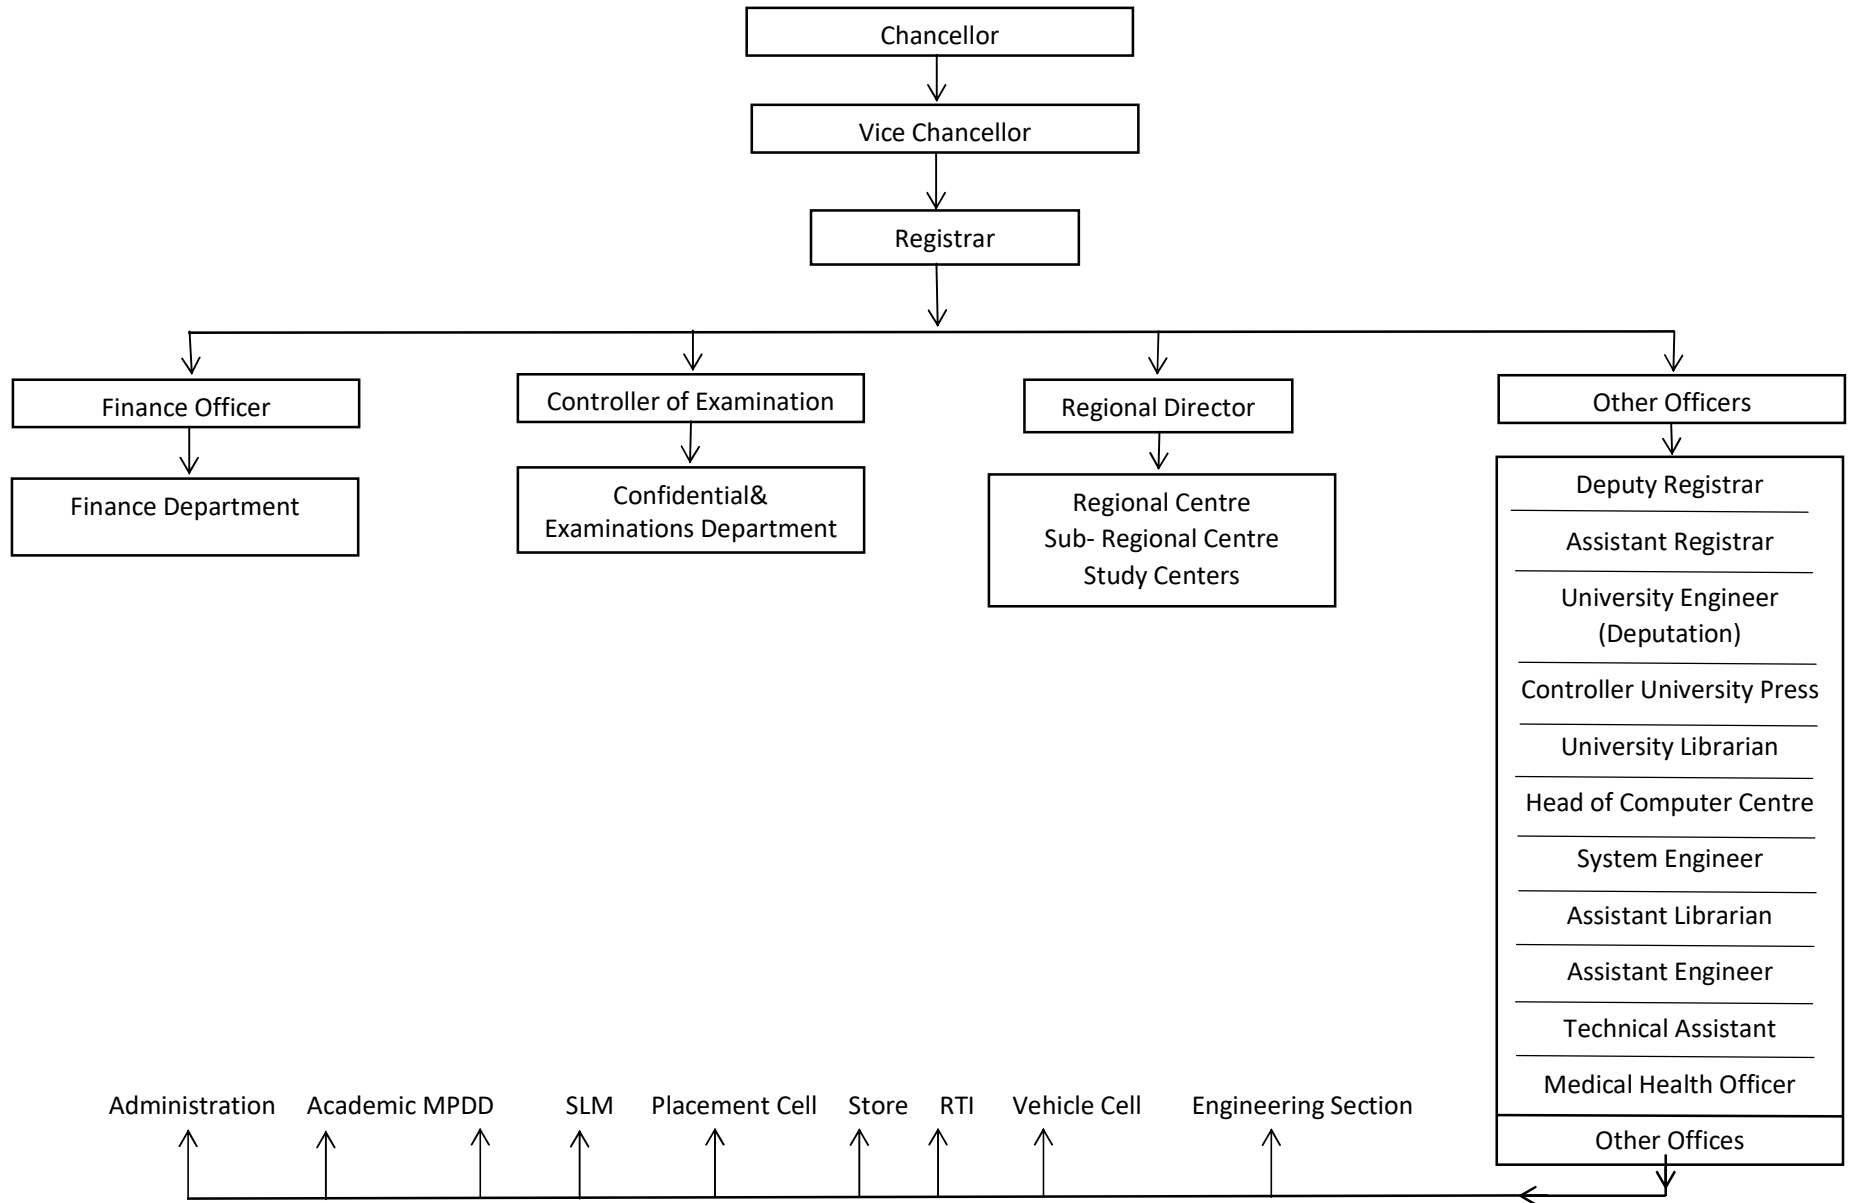 Chancellor
Vice Chancellor
Registrar
Finance Officer
Controller of Examination
Regional Director
Other Officers
Finance Department
Confidential&
Examinations Department
Regional Centre
Sub- Regional Centre
Study Centers
Deputy Registrar
Assistant Registrar
University Engineer
(Deputation)
Controller University Press
University Librarian
Head of Computer Centre
System Engineer
Assistant Librarian
Assistant Engineer
Technical Assistant
Medical Health Officer
Other Offices
Administration
Academic MPDD
SLM
Placement Cell
Store
RTI
Vehicle Cell
Engineering Section